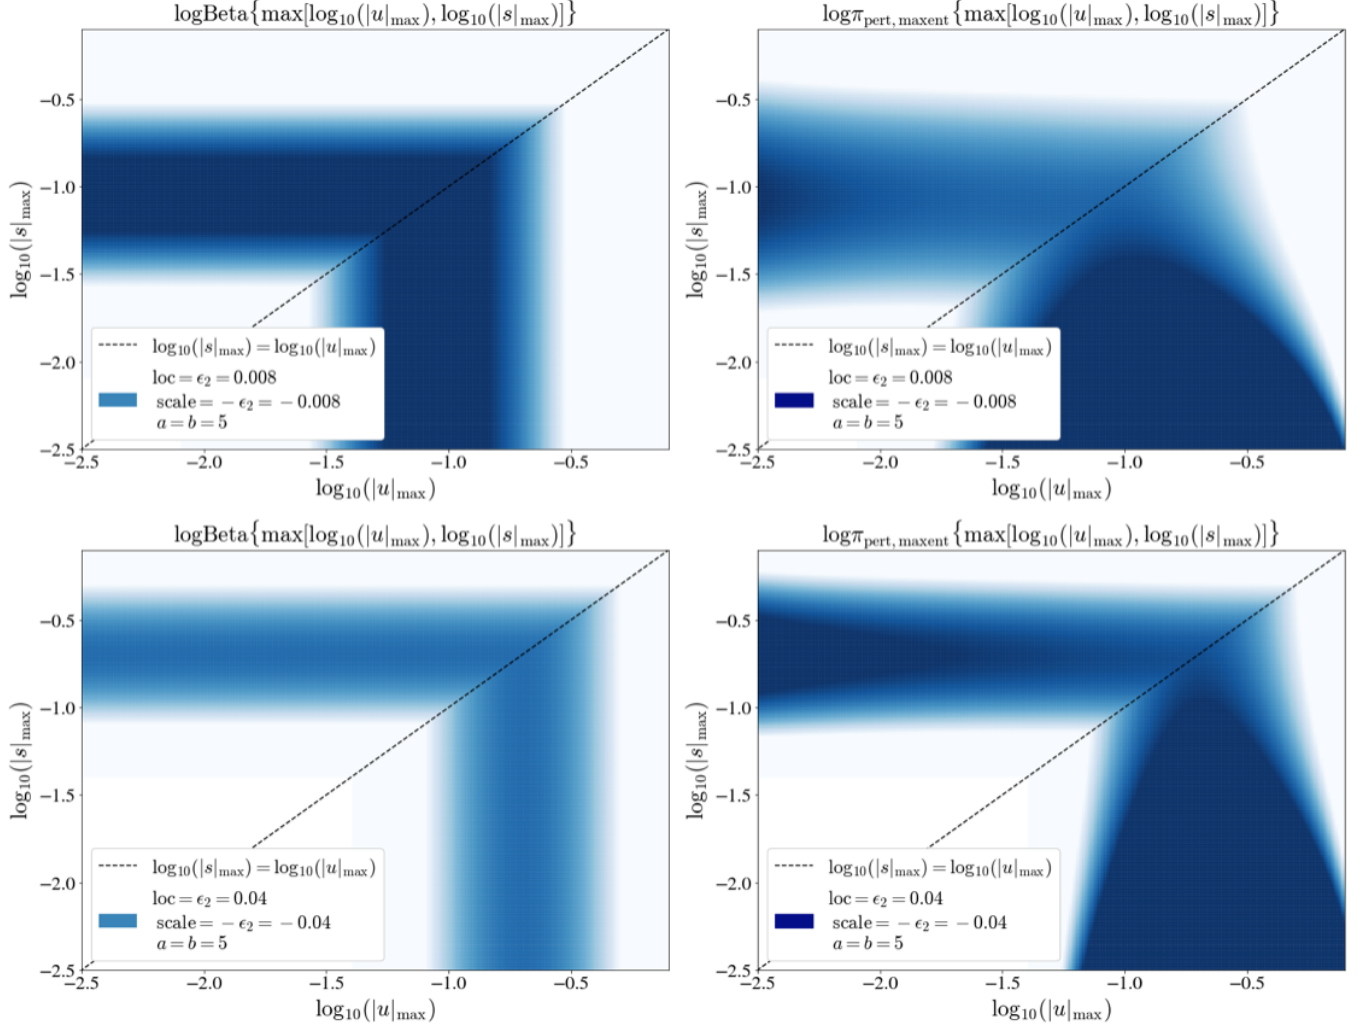 logBeta{max[log₁₀(|u|ₘₐₓ), log₁₀(|s|ₘₐₓ)]}
−0.5
−1.0
−1.5
−2.0
−2.5
log₁₀(|s|ₘₐₓ)
log₁₀(|s|ₘₐₓ) = log₁₀(|u|ₘₐₓ)
loc = ϵ₂ = 0.008
scale = − ϵ₂ = − 0.008
a = b = 5
−2.5 −2.0 −1.5 −1.0 −0.5
log₁₀(|u|ₘₐₓ)
logπ_{pert, maxent}{max[log₁₀(|u|ₘₐₓ), log₁₀(|s|ₘₐₓ)]}
−0.5
−1.0
−1.5
−2.0
−2.5
log₁₀(|s|ₘₐₓ)
log₁₀(|s|ₘₐₓ) = log₁₀(|u|ₘₐₓ)
loc = ϵ₂ = 0.008
scale = − ϵ₂ = − 0.008
a = b = 5
−2.5 −2.0 −1.5 −1.0 −0.5
log₁₀(|u|ₘₐₓ)
logBeta{max[log₁₀(|u|ₘₐₓ), log₁₀(|s|ₘₐₓ)]}
−0.5
−1.0
−1.5
−2.0
−2.5
log₁₀(|s|ₘₐₓ)
log₁₀(|s|ₘₐₓ) = log₁₀(|u|ₘₐₓ)
loc = ϵ₂ = 0.04
scale = − ϵ₂ = − 0.04
a = b = 5
−2.5 −2.0 −1.5 −1.0 −0.5
log₁₀(|u|ₘₐₓ)
logπ_{pert, maxent}{max[log₁₀(|u|ₘₐₓ), log₁₀(|s|ₘₐₓ)]}
−0.5
−1.0
−1.5
−2.0
−2.5
log₁₀(|s|ₘₐₓ)
log₁₀(|s|ₘₐₓ) = log₁₀(|u|ₘₐₓ)
loc = ϵ₂ = 0.04
scale = − ϵ₂ = − 0.04
a = b = 5
−2.5 −2.0 −1.5 −1.0 −0.5
log₁₀(|u|ₘₐₓ)